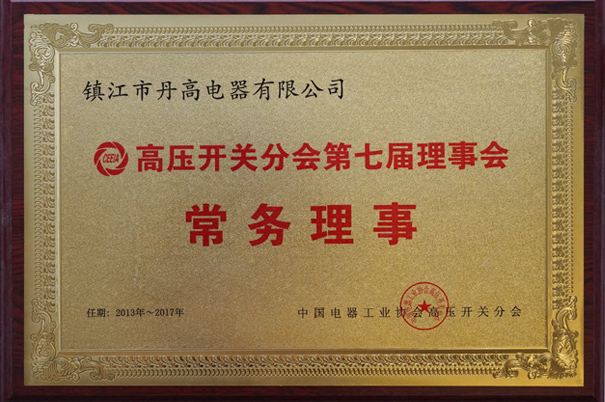 镇江市丹高电器有限公司
CEEIA 高压开关分会第七届理事会
常务理事
任期: 2013年～2017年
中国电器工业协会高压开关分会